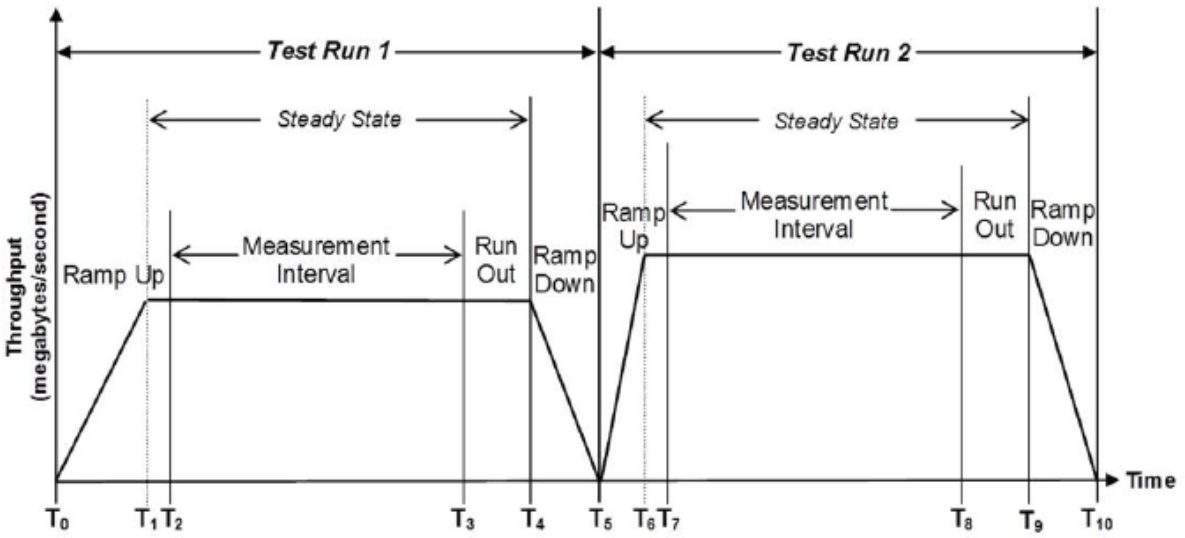 Test Run 1
Test Run 2
Steady State
Steady State
Measurement
Interval
Run
Out
Ramp Up
Ramp
Down
Ramp
Up
Measurement
Interval
Run
Out
Ramp
Down
Throughput
(megabytes/second)
Time
T0 T1 T2 T3 T4 T5 T6 T7 T8 T9 T10